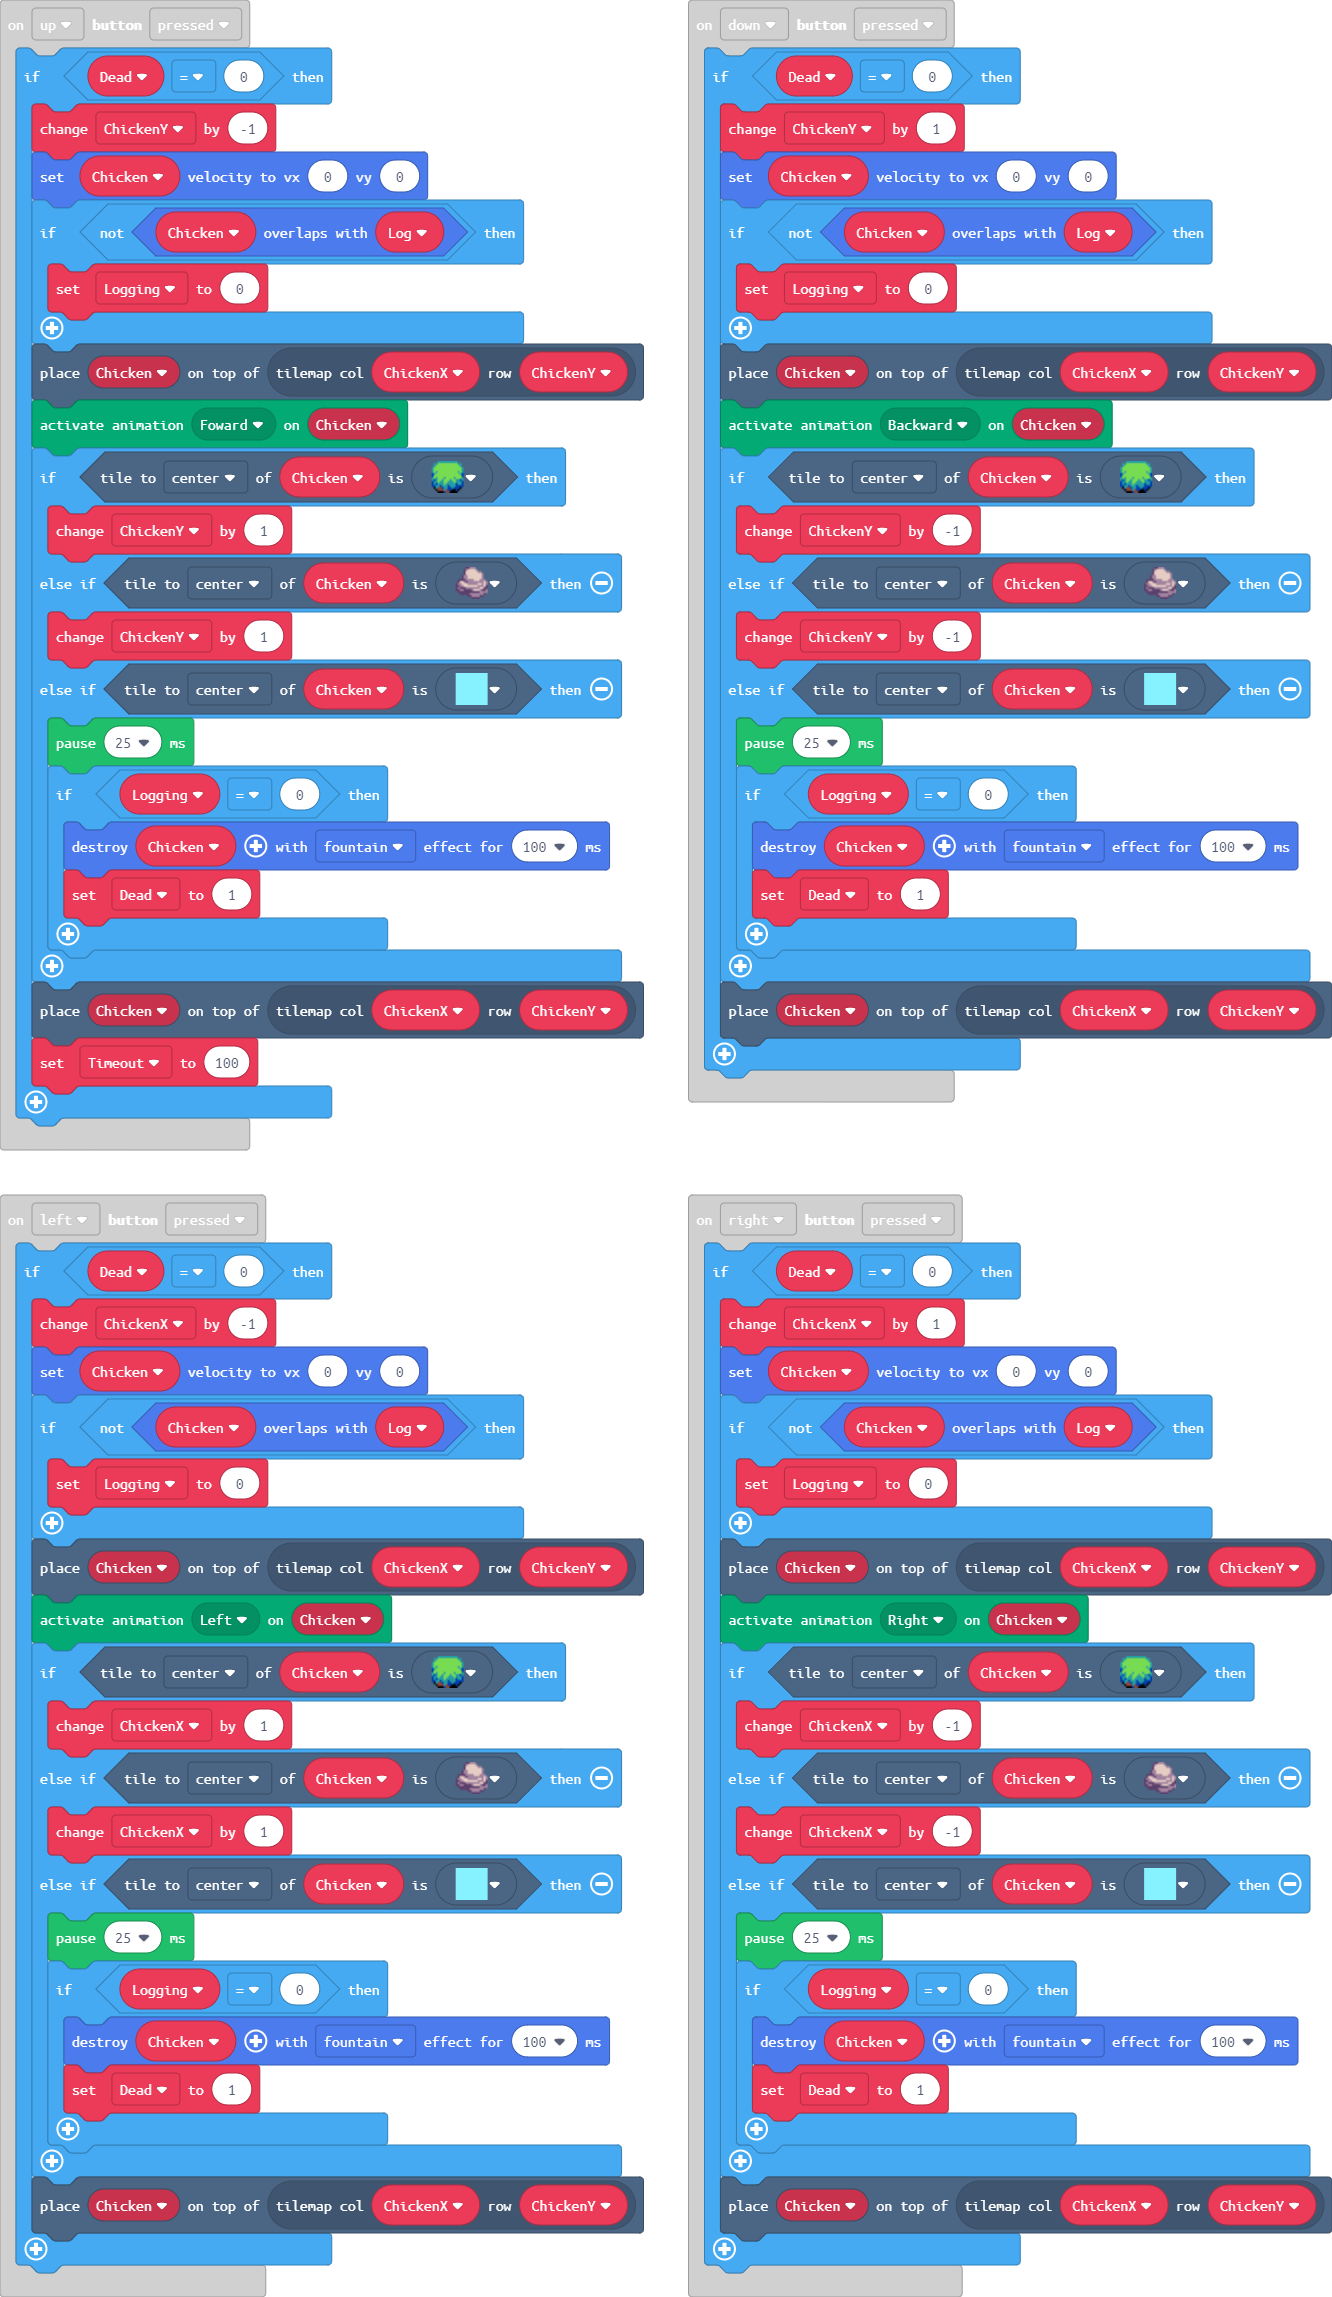 on up button pressed
if Dead = 0 then
change ChickenY by -1
set Chicken velocity to vx 0 vy 0
if not Chicken overlaps with Log then
set Logging to 0
place Chicken on top of tilemap col ChickenX row ChickenY
activate animation Foward on Chicken
if tile to center of Chicken is then
change ChickenY by 1
else if tile to center of Chicken is then
change ChickenY by 1
else if tile to center of Chicken is then
pause 25 ms
if Logging = 0 then
destroy Chicken with fountain effect for 100 ms
set Dead to 1
place Chicken on top of tilemap col ChickenX row ChickenY
set Timeout to 100
on down button pressed
if Dead = 0 then
change ChickenY by 1
set Chicken velocity to vx 0 vy 0
if not Chicken overlaps with Log then
set Logging to 0
place Chicken on top of tilemap col ChickenX row ChickenY
activate animation Backward on Chicken
if tile to center of Chicken is then
change ChickenY by -1
else if tile to center of Chicken is then
change ChickenY by -1
else if tile to center of Chicken is then
pause 25 ms
if Logging = 0 then
destroy Chicken with fountain effect for 100 ms
set Dead to 1
place Chicken on top of tilemap col ChickenX row ChickenY
on left button pressed
if Dead = 0 then
change ChickenX by -1
set Chicken velocity to vx 0 vy 0
if not Chicken overlaps with Log then
set Logging to 0
place Chicken on top of tilemap col ChickenX row ChickenY
activate animation Left on Chicken
if tile to center of Chicken is then
change ChickenX by 1
else if tile to center of Chicken is then
change ChickenX by 1
else if tile to center of Chicken is then
pause 25 ms
if Logging = 0 then
destroy Chicken with fountain effect for 100 ms
set Dead to 1
place Chicken on top of tilemap col ChickenX row ChickenY
on right button pressed
if Dead = 0 then
change ChickenX by 1
set Chicken velocity to vx 0 vy 0
if not Chicken overlaps with Log then
set Logging to 0
place Chicken on top of tilemap col ChickenX row ChickenY
activate animation Right on Chicken
if tile to center of Chicken is then
change ChickenX by -1
else if tile to center of Chicken is then
change ChickenX by -1
else if tile to center of Chicken is then
pause 25 ms
if Logging = 0 then
destroy Chicken with fountain effect for 100 ms
set Dead to 1
place Chicken on top of tilemap col ChickenX row ChickenY